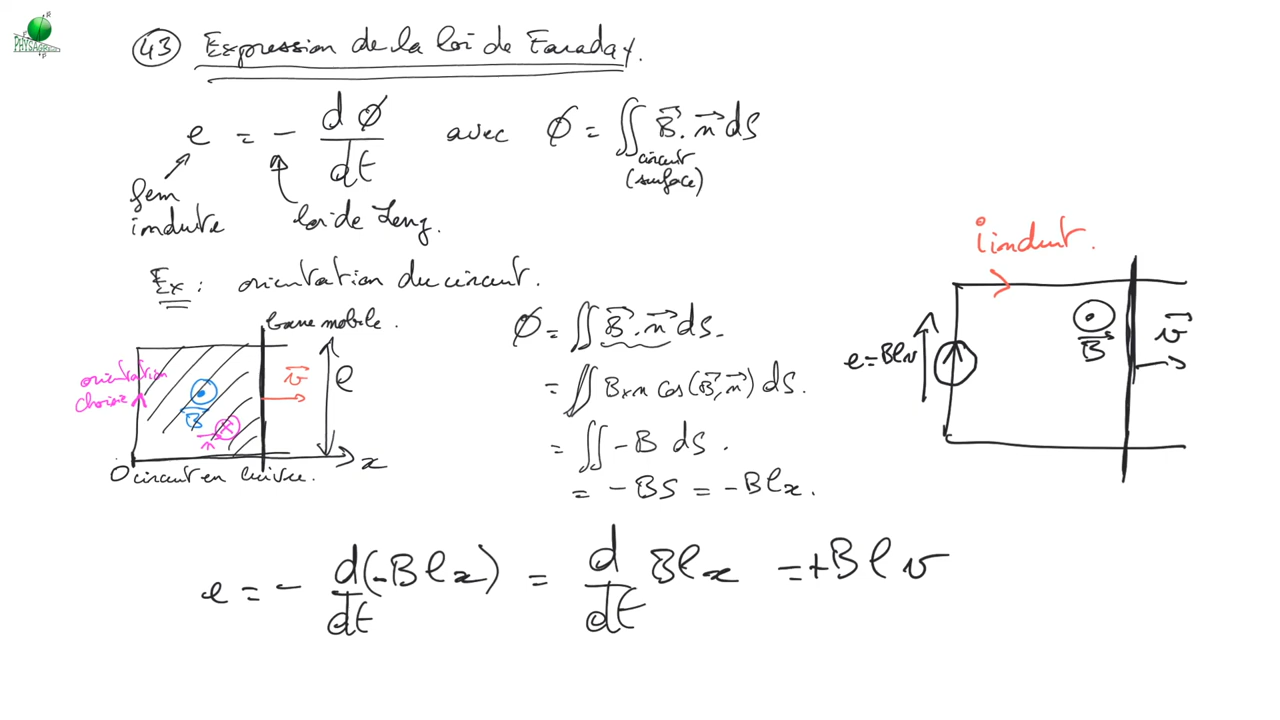 43 Expression de la loi de Faraday.
e = - dΦ/dt avec Φ = ∬ B⃗.n⃗ dS
circuit
(surface)
fem
induite
loi de Lenz.
Ex : orientation du circuit.
barre mobile.
orientation
choisie
B⃗
n⃗
v⃗
l
O
x
circuit en cuivre.
Φ = ∬ B⃗.n⃗ dS.
= ∬ B×n cos(B⃗,n⃗) dS.
= ∬ -B dS.
= -BS = -Blx.
i induit.
e = Blv
B⃗
v⃗
e = - d(-Blx)/dt = d/dt Blx = +Blv